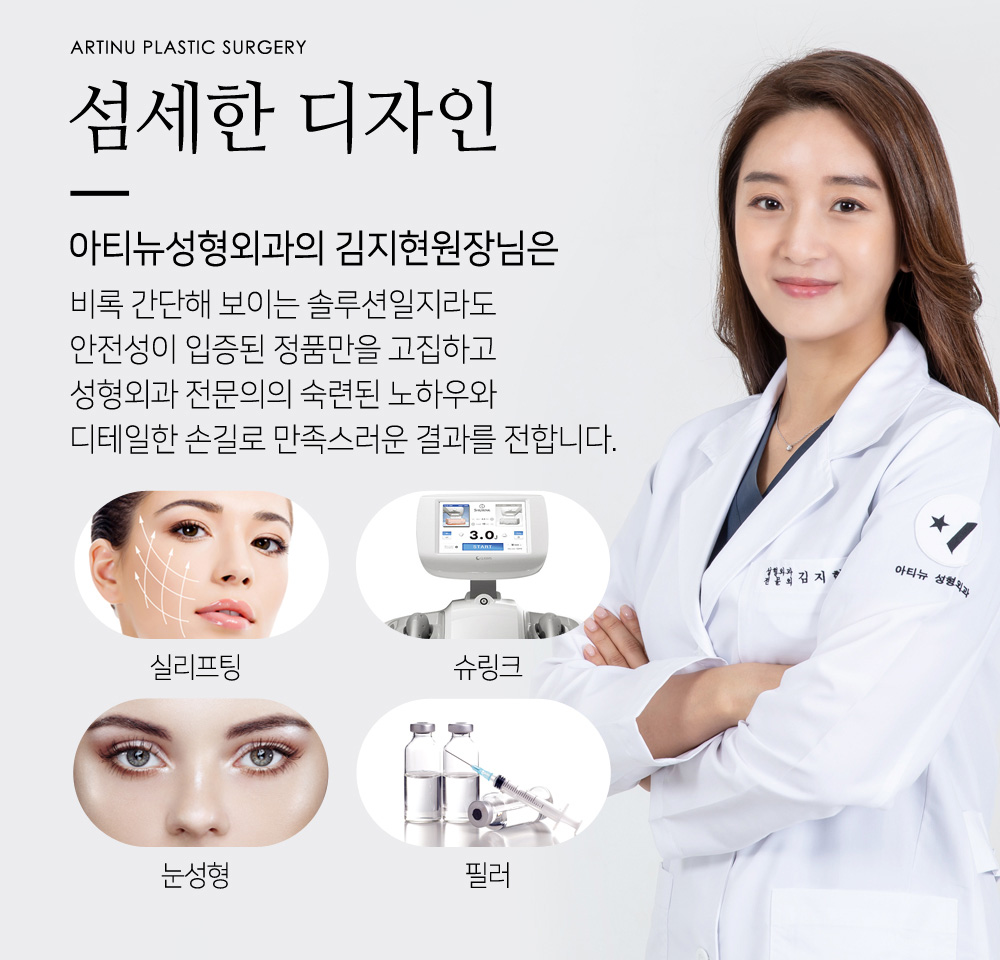 ARTINU PLASTIC SURGERY
섬세한 디자인
아티뉴성형외과의 김지현원장님은
비록 간단해 보이는 솔루션일지라도
안전성이 입증된 정품만을 고집하고
성형외과 전문의의 숙련된 노하우와
디테일한 손길로 만족스러운 결과를 전합니다.
3.0
START
실리프팅
슈링크
눈성형
필러
성형외과
전문의 김지
아티뉴 성형외과